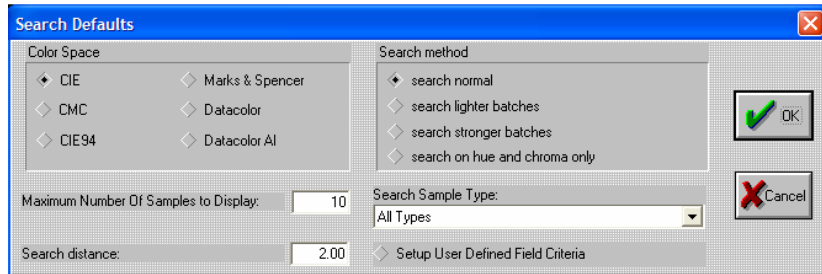 Search Defaults
Color Space
CIE
Marks & Spencer
CMC
Datacolor
CIE94
Datacolor AI
Search method
search normal
search lighter batches
search stronger batches
search on hue and chroma only
OK
Cancel
Maximum Number Of Samples to Display: 10
Search Sample Type:
All Types
Search distance: 2.00
Setup User Defined Field Criteria